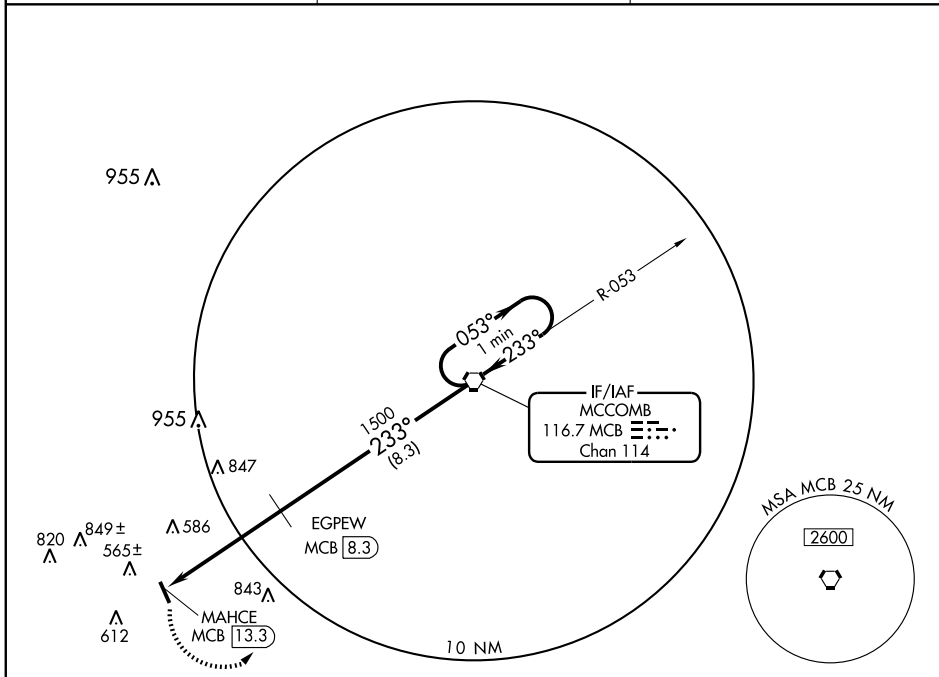 955
R-053
053°
1 min
233°
IF/IAF
MCCOMB
116.7 MCB
Chan 114
955
1500
233°
(8.3)
847
EGPEW
MCB 8.3
586
849±
820
565±
843
MAHCE
MCB 13.3
612
10 NM
MSA MCB 25 NM
2600